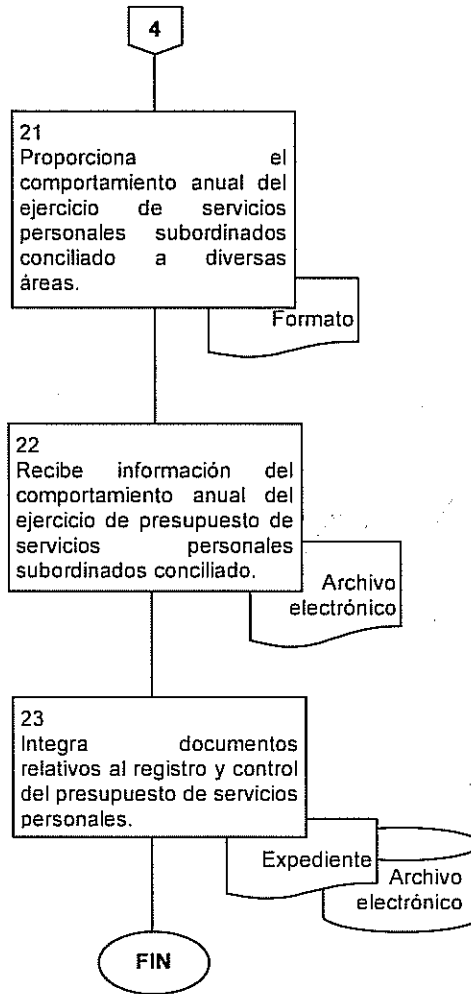 4
21
Proporciona el
comportamiento anual del
ejercicio de servicios
personales subordinados
conciliado a diversas
áreas.
Formato
22
Recibe información del
comportamiento anual del
ejercicio de presupuesto de
servicios personales
subordinados conciliado.
Archivo
electrónico
23
Integra documentos
relativos al registro y control
del presupuesto de servicios
personales.
Expediente
Archivo
electrónico
FIN